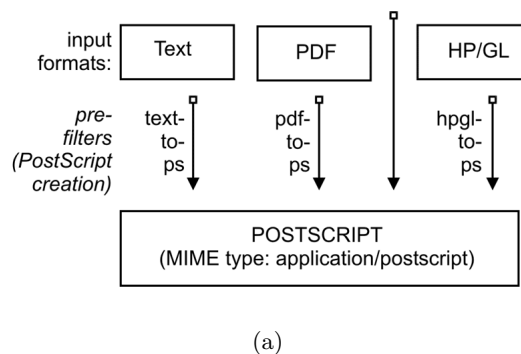 input
formats:
Text
PDF
HP/GL
pre-
filters
(PostScript
creation)
text-
to-
ps
pdf-
to-
ps
hpgl-
to-
ps
POSTSCRIPT
(MIME type: application/postscript)
(a)